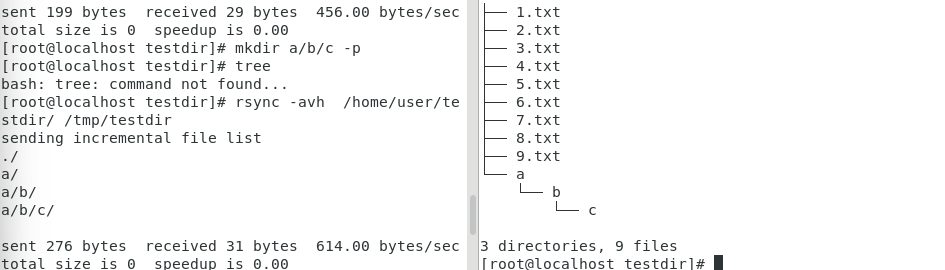 sent 199 bytes  received 29 bytes  456.00 bytes/sec
total size is 0  speedup is 0.00
[root@localhost testdir]# mkdir a/b/c -p
[root@localhost testdir]# tree
bash: tree: command not found...
[root@localhost testdir]# rsync -avh  /home/user/te
stdir/ /tmp/testdir
sending incremental file list
./
a/
a/b/
a/b/c/

sent 276 bytes  received 31 bytes  614.00 bytes/sec
total size is 0  speedup is 0.00
├── 1.txt
├── 2.txt
├── 3.txt
├── 4.txt
├── 5.txt
├── 6.txt
├── 7.txt
├── 8.txt
├── 9.txt
└── a
    └── b
        └── c

3 directories, 9 files
[root@localhost testdir]#